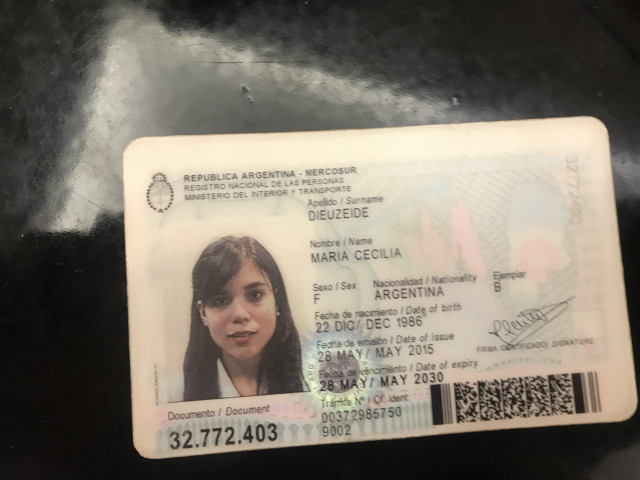 REPUBLICA ARGENTINA - MERCOSUR
REGISTRO NACIONAL DE LAS PERSONAS
MINISTERIO DEL INTERIOR Y TRANSPORTE
Apellido / Surname
DIEUZEIDE
Nombre / Name
MARIA CECILIA
Sexo / Sex Nacionalidad / Nationality Ejemplar
F ARGENTINA B
Fecha de nacimiento / Date of birth
22 DIC/ DEC 1986
Fecha de emisión / Date of issue
28 MAY/ MAY 2015
Fecha de vencimiento / Date of expiry
28 MAY/ MAY 2030
FIRMA CERTIFICADO/ SIGNATURE
Documento / Document
32.772.403
Trámite Nº / Of. ident.
00372985750
9002